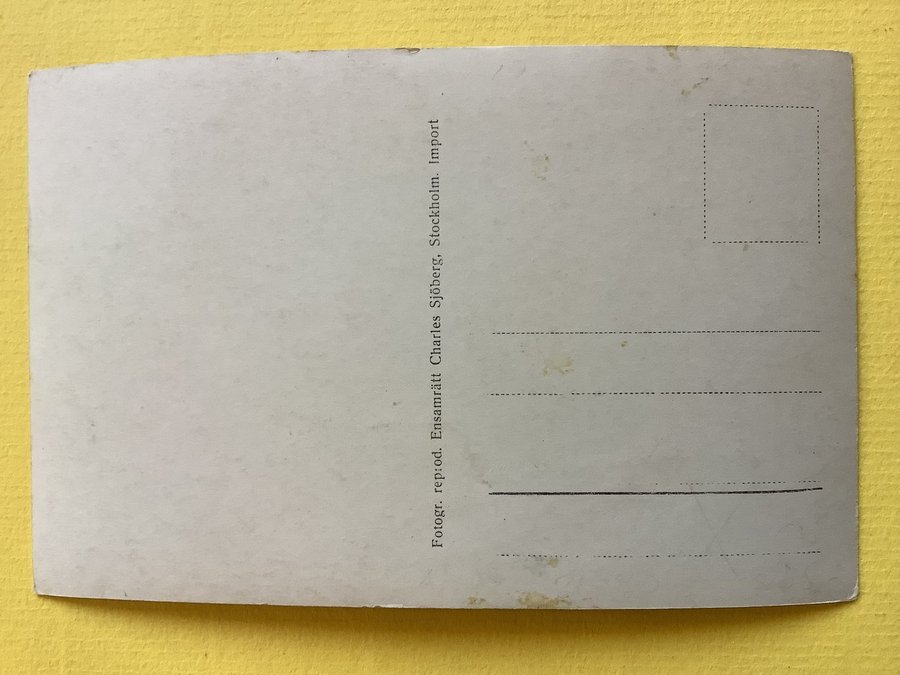 Fotogr. reprod. Ensamrätt Charles Sjöberg, Stockholm. Import